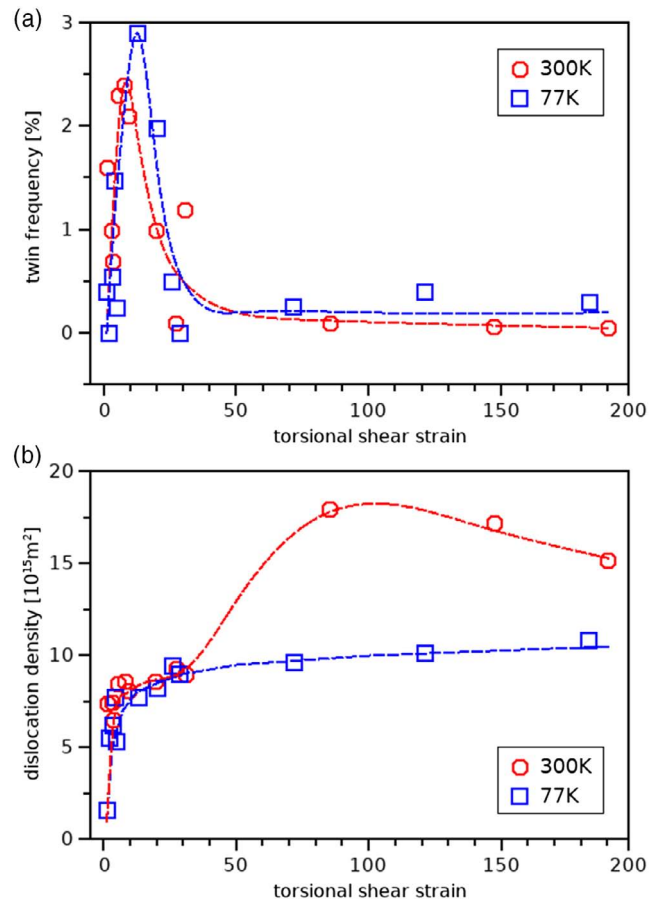 (a)
3
2
1
0
twin frequency [%]
300K
77K
0
50
100
150
200
torsional shear strain
(b)
20
15
10
5
0
dislocation density [10¹⁵m²]
300K
77K
0
50
100
150
200
torsional shear strain